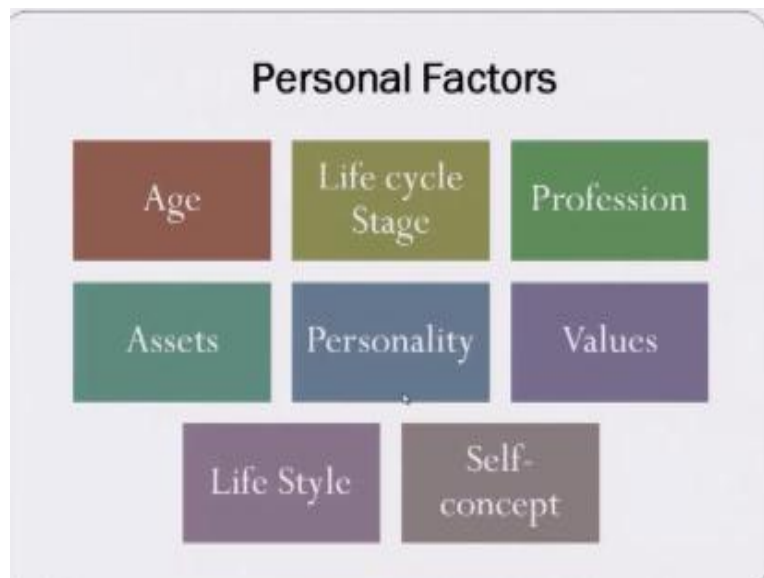 Personal Factors
Age
Life cycle
Stage
Profession
Assets
Personality
Values
Life Style
Self-
concept